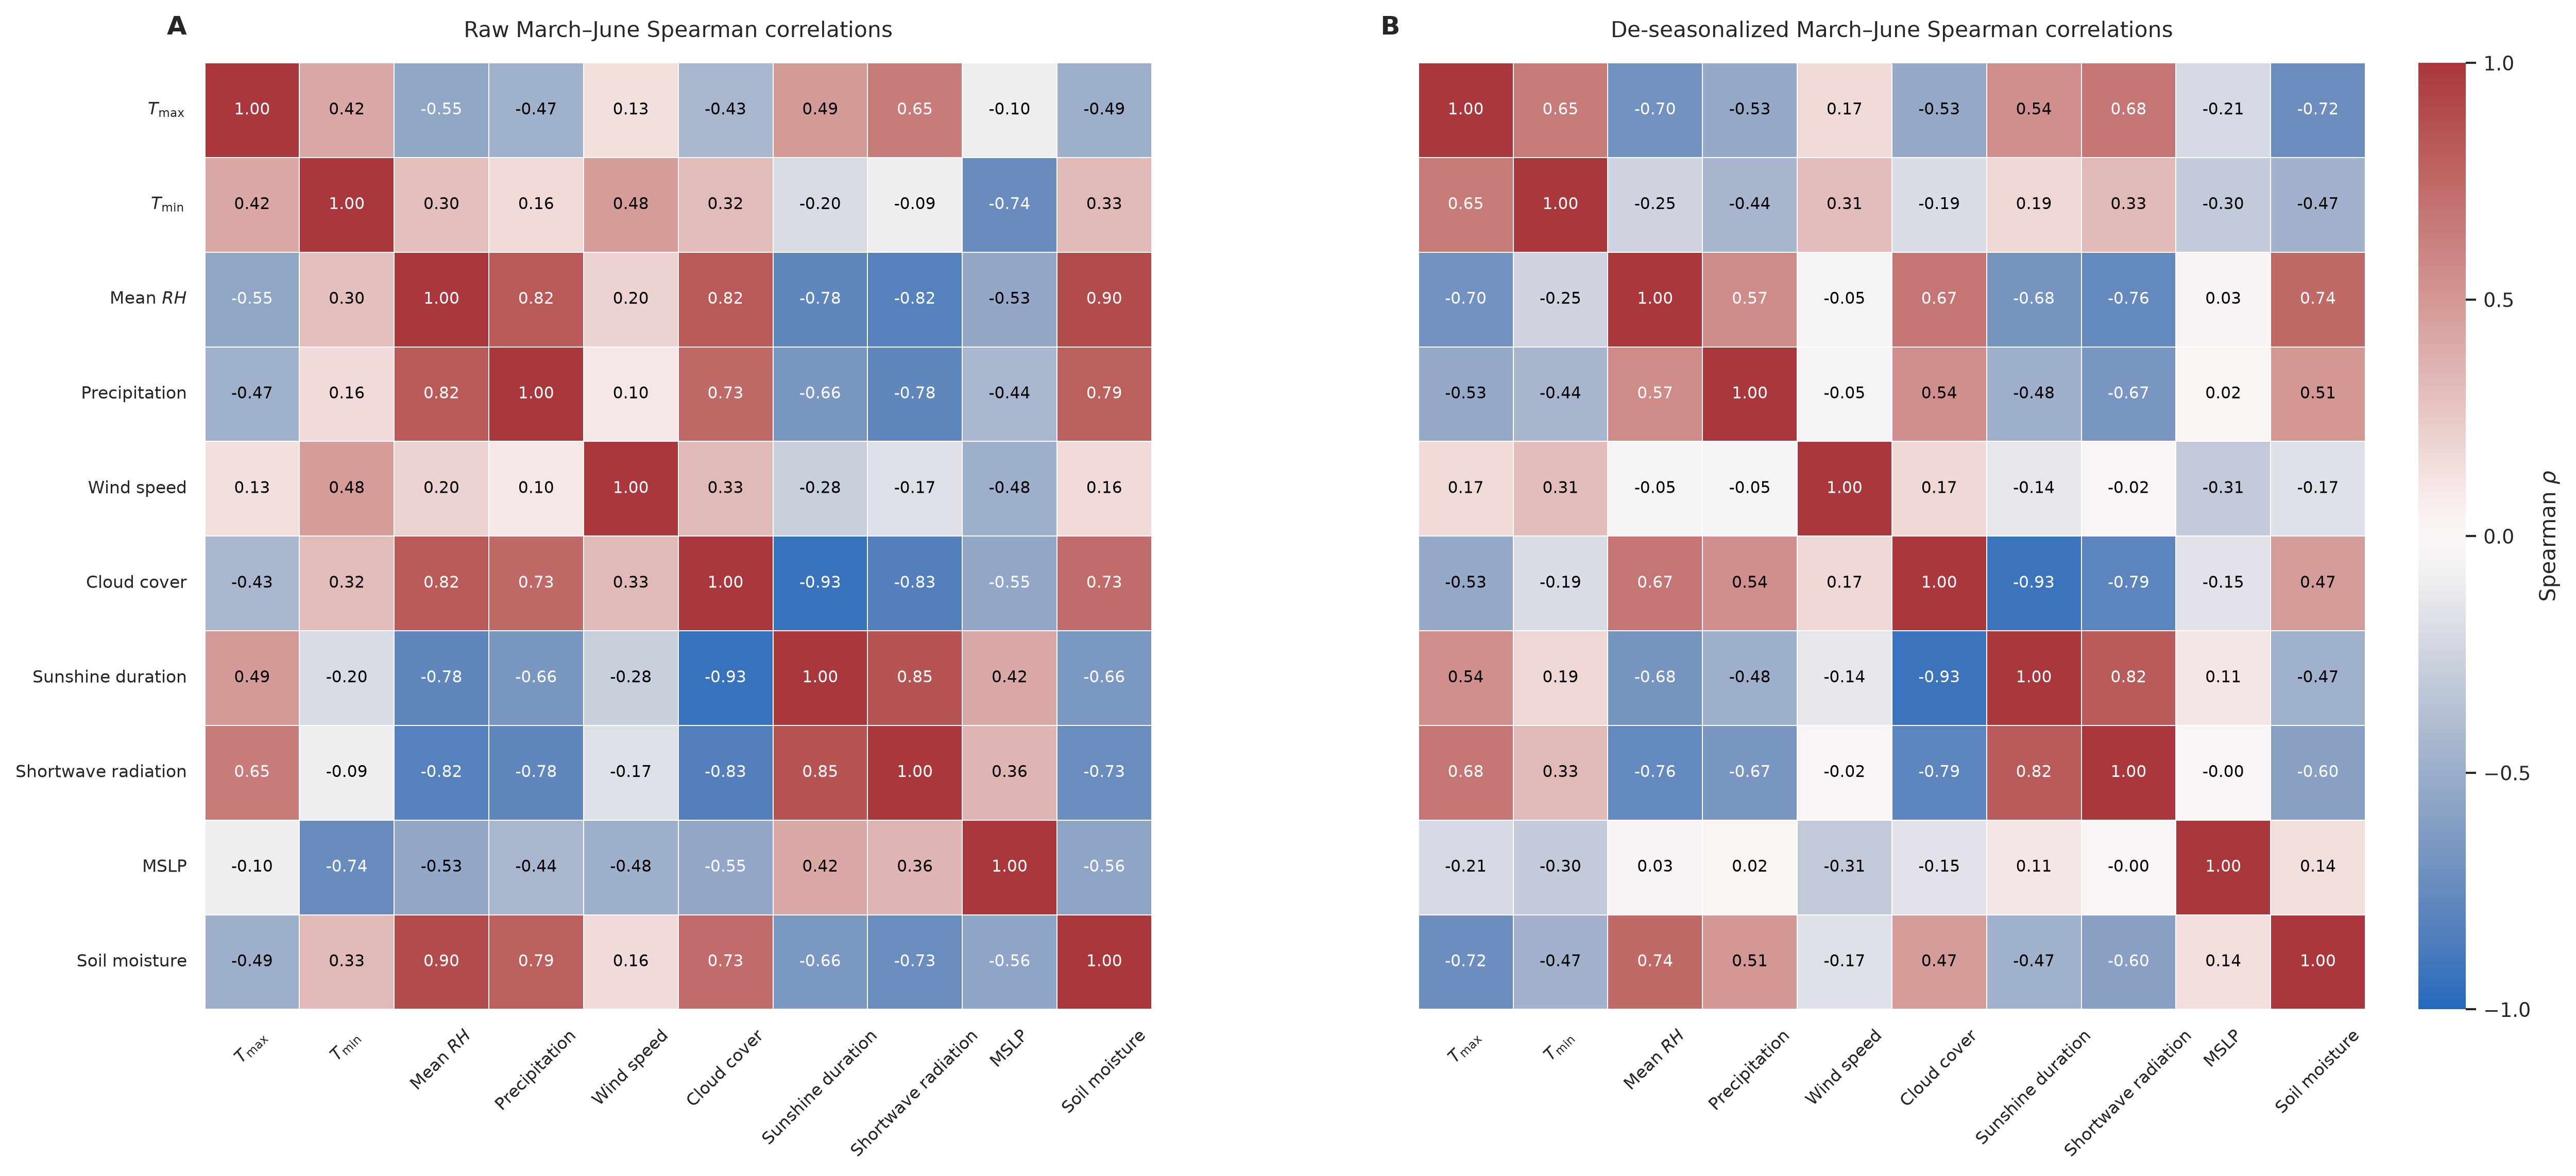 A Raw March–June Spearman correlations
T_max 1.00 0.42 -0.55 -0.47 0.13 -0.43 0.49 0.65 -0.10 -0.49
T_min 0.42 1.00 0.30 0.16 0.48 0.32 -0.20 -0.09 -0.74 0.33
Mean RH -0.55 0.30 1.00 0.82 0.20 0.82 -0.78 -0.82 -0.53 0.90
Precipitation -0.47 0.16 0.82 1.00 0.10 0.73 -0.66 -0.78 -0.44 0.79
Wind speed 0.13 0.48 0.20 0.10 1.00 0.33 -0.28 -0.17 -0.48 0.16
Cloud cover -0.43 0.32 0.82 0.73 0.33 1.00 -0.93 -0.83 -0.55 0.73
Sunshine duration 0.49 -0.20 -0.78 -0.66 -0.28 -0.93 1.00 0.85 0.42 -0.66
Shortwave radiation 0.65 -0.09 -0.82 -0.78 -0.17 -0.83 0.85 1.00 0.36 -0.73
MSLP -0.10 -0.74 -0.53 -0.44 -0.48 -0.55 0.42 0.36 1.00 -0.56
Soil moisture -0.49 0.33 0.90 0.79 0.16 0.73 -0.66 -0.73 -0.56 1.00
T_max T_min Mean RH Precipitation Wind speed Cloud cover Sunshine duration Shortwave radiation MSLP Soil moisture
B De-seasonalized March–June Spearman correlations
1.00 0.65 -0.70 -0.53 0.17 -0.53 0.54 0.68 -0.21 -0.72
0.65 1.00 -0.25 -0.44 0.31 -0.19 0.19 0.33 -0.30 -0.47
-0.70 -0.25 1.00 0.57 -0.05 0.67 -0.68 -0.76 0.03 0.74
-0.53 -0.44 0.57 1.00 -0.05 0.54 -0.48 -0.67 0.02 0.51
0.17 0.31 -0.05 -0.05 1.00 0.17 -0.14 -0.02 -0.31 -0.17
-0.53 -0.19 0.67 0.54 0.17 1.00 -0.93 -0.79 -0.15 0.47
0.54 0.19 -0.68 -0.48 -0.14 -0.93 1.00 0.82 0.11 -0.47
0.68 0.33 -0.76 -0.67 -0.02 -0.79 0.82 1.00 -0.00 -0.60
-0.21 -0.30 0.03 0.02 -0.31 -0.15 0.11 -0.00 1.00 0.14
-0.72 -0.47 0.74 0.51 -0.17 0.47 -0.47 -0.60 0.14 1.00
T_max T_min Mean RH Precipitation Wind speed Cloud cover Sunshine duration Shortwave radiation MSLP Soil moisture
1.0
0.5
0.0
−0.5
−1.0
Spearman ρ